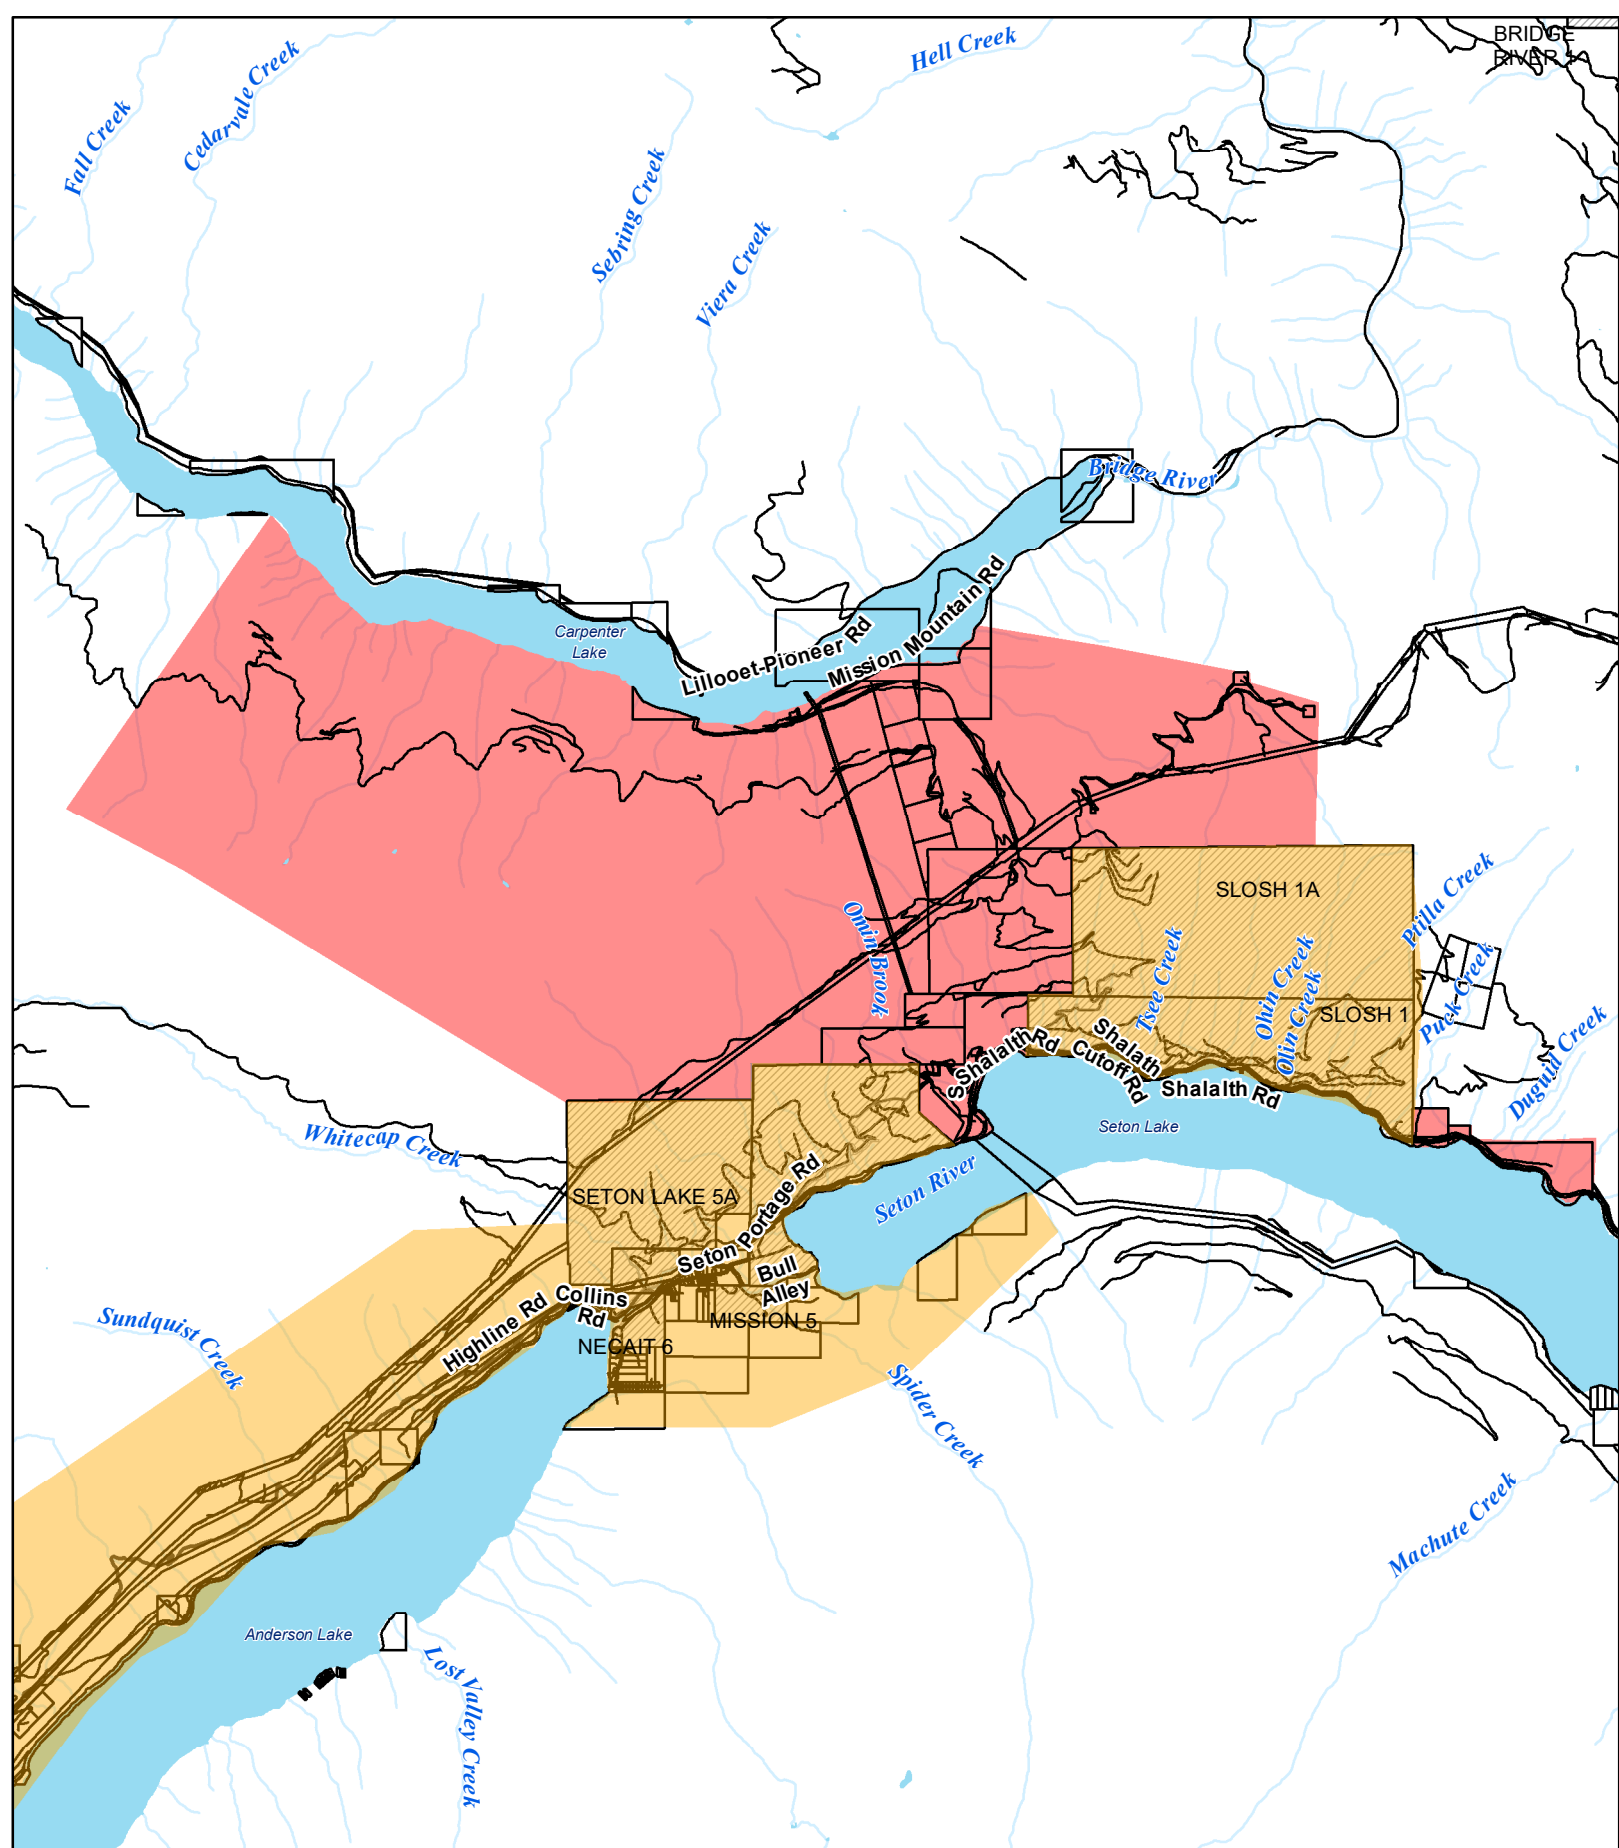 BRIDGE
RIVER 1
Hell Creek
Cedarvale Creek
Fall Creek
Sebring Creek
Viera Creek
Bridge River
Carpenter
Lake
Lillooet-Pioneer Rd
Mission Mountain Rd
SLOSH 1A
Ptilla Creek
Omin Brook
Tsee Creek
Ohin Creek
Olin Creek
SLOSH 1
Puck Creek
Duguid Creek
S Shalalth Rd
Shalath
Cutoff Rd
Shalalth Rd
Seton Lake
Whitecap Creek
SETON LAKE 5A
Seton Portage Rd
Seton River
Bull
Alley
Collins
Rd
Highline Rd
MISSION 5
NECAIT 6
Sundquist Creek
Spider Creek
Machute Creek
Anderson Lake
Lost Valley Creek